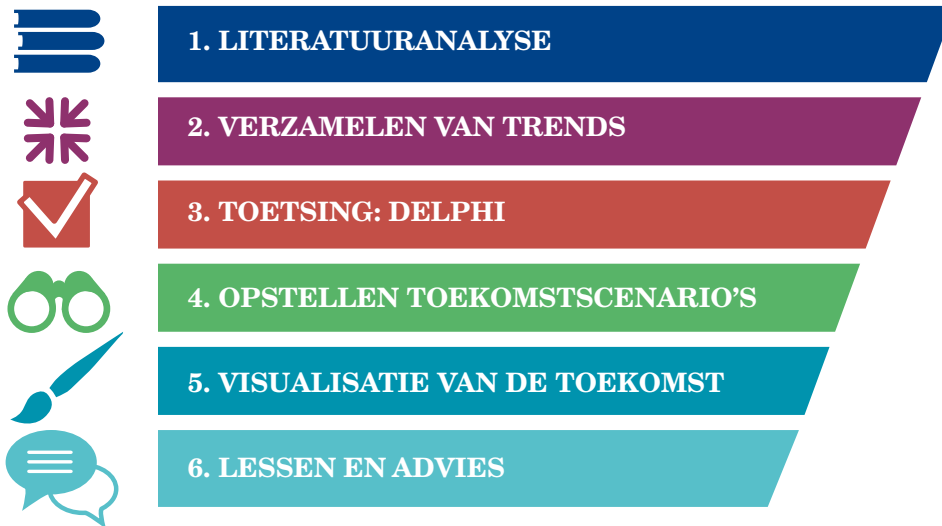 1. LITERATUURANALYSE
2. VERZAMELEN VAN TRENDS
3. TOETSING: DELPHI
4. OPSTELLEN TOEKOMSTSCENARIO’S
5. VISUALISATIE VAN DE TOEKOMST
6. LESSEN EN ADVIES